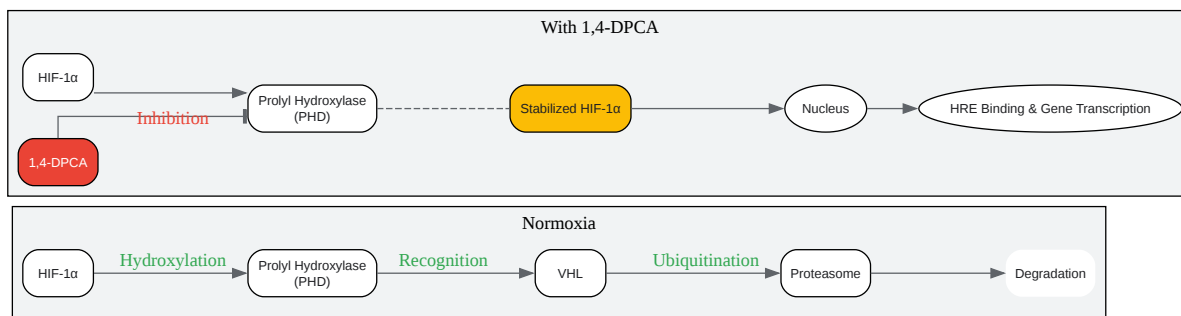 With 1,4-DPCA
HIF-1α
Prolyl Hydroxylase
(PHD)
Stabilized HIF-1α
Nucleus
HRE Binding & Gene Transcription
Inhibition
1,4-DPCA
Normoxia
HIF-1α
Hydroxylation
Prolyl Hydroxylase
(PHD)
Recognition
VHL
Ubiquitination
Proteasome
Degradation